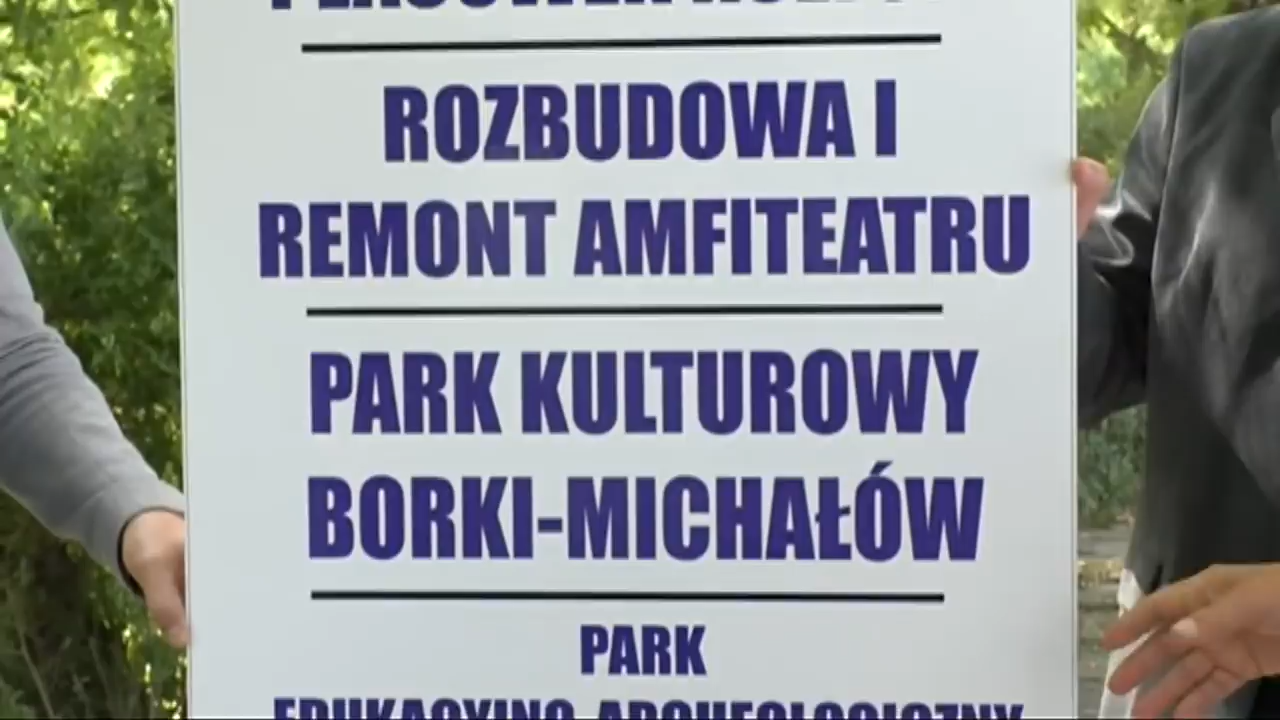 ROZBUDOWA I
REMONT AMFITEATRU
PARK KULTUROWY
BORKI-MICHAŁÓW
PARK
EDUKACYJNO ARCHEOLOGICZNY